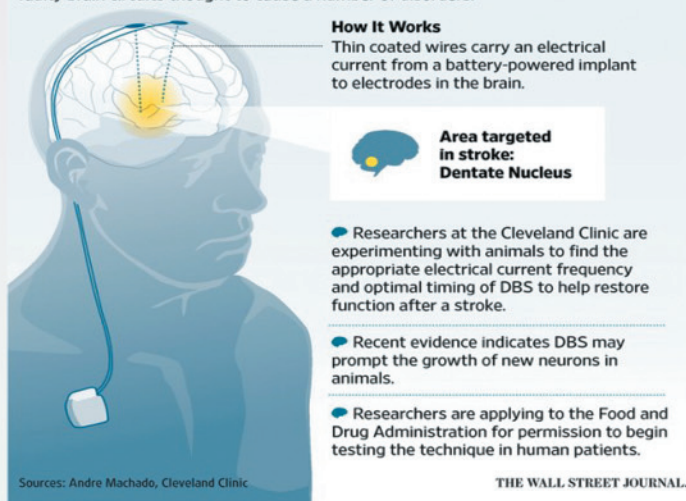 How It Works
Thin coated wires carry an electrical
current from a battery-powered implant
to electrodes in the brain.
Area targeted
in stroke:
Dentate Nucleus
Researchers at the Cleveland Clinic are
experimenting with animals to find the
appropriate electrical current frequency
and optimal timing of DBS to help restore
function after a stroke.
Recent evidence indicates DBS may
prompt the growth of new neurons in
animals.
Researchers are applying to the Food and
Drug Administration for permission to begin
testing the technique in human patients.
Sources: Andre Machado, Cleveland Clinic
THE WALL STREET JOURNAL.